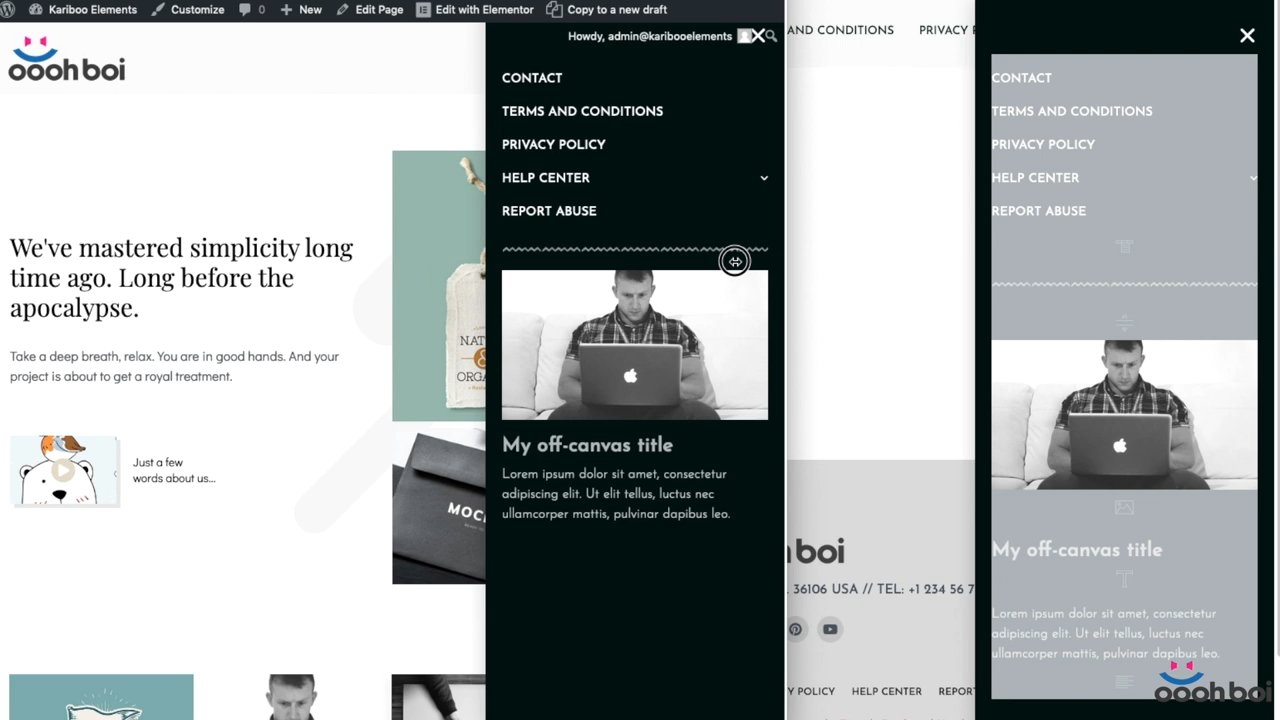 Kariboo Elements
Customize
0
New
Edit Page
Edit with Elementor
Copy to a new draft
Howdy, admin@karibooelements
oooh boi
We've mastered simplicity long
time ago. Long before the
apocalypse.
Take a deep breath, relax. You are in good hands. And your
project is about to get a royal treatment.
Just a few
words about us...
CONTACT
TERMS AND CONDITIONS
PRIVACY POLICY
HELP CENTER
REPORT ABUSE
My off-canvas title
Lorem ipsum dolor sit amet, consectetur
adipiscing elit. Ut elit tellus, luctus nec
ullamcorper mattis, pulvinar dapibus leo.
AND CONDITIONS
PRIVACY
boi
36106 USA // TEL: +1 234 56 7
Y POLICY
HELP CENTER
REPORT
CONTACT
TERMS AND CONDITIONS
PRIVACY POLICY
HELP CENTER
REPORT ABUSE
My off-canvas title
Lorem ipsum dolor sit amet, consectetur
adipiscing elit. Ut elit tellus, luctus nec
ullamcorper mattis, pulvinar dapibus leo.
oooh boi